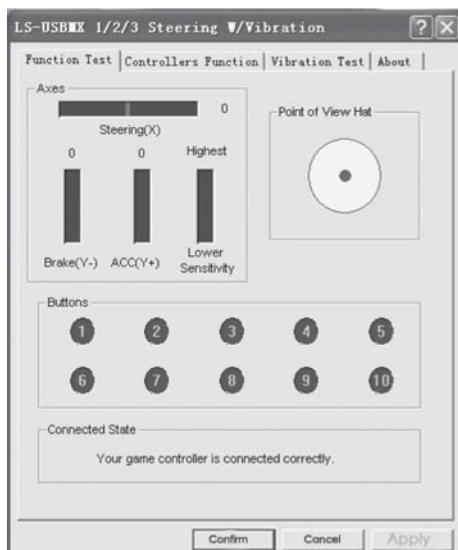 LS-USBMX 1/2/3 Steering W/Vibration
Function Test Controllers Function Vibration Test About
Axes
0
Steering(X)
Point of View Hat
0 0 Highest
Brake(Y-) ACC(Y+) Lower
Sensitivity
Buttons
1 2 3 4 5
6 7 8 9 10
Connected State
Your game controller is connected correctly.
Confirm Cancel Apply